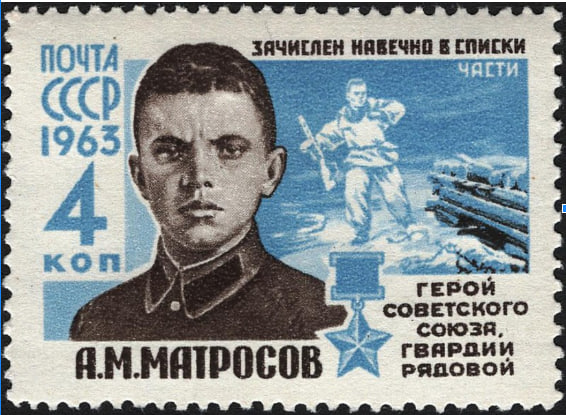 ПОЧТА
СССР
1963
4
КОП
ЗАЧИСЛЕН НАВЕЧНО В СПИСКИ
ЧАСТИ
А.М.МАТРОСОВ
ГЕРОЙ
СОВЕТСКОГО
СОЮЗА,
ГВАРДИИ
РЯДОВОЙ